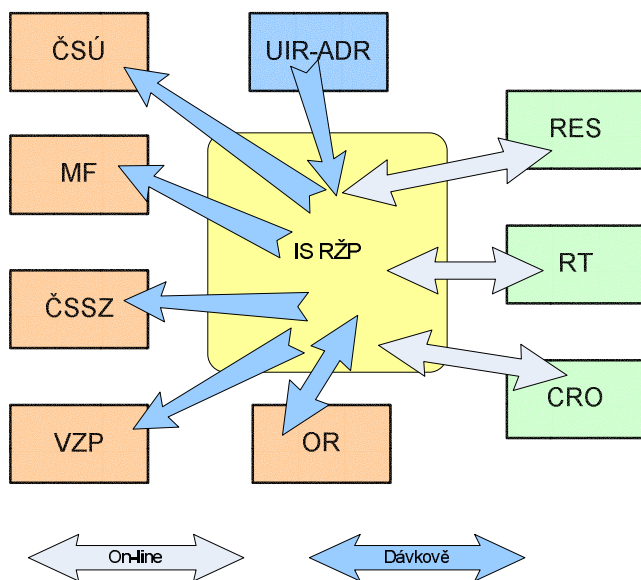 ČSÚ
UIR-ADR
RES
MF
IS RŽP
RT
ČSSZ
CRO
VZP
OR
On-line
Dávkově